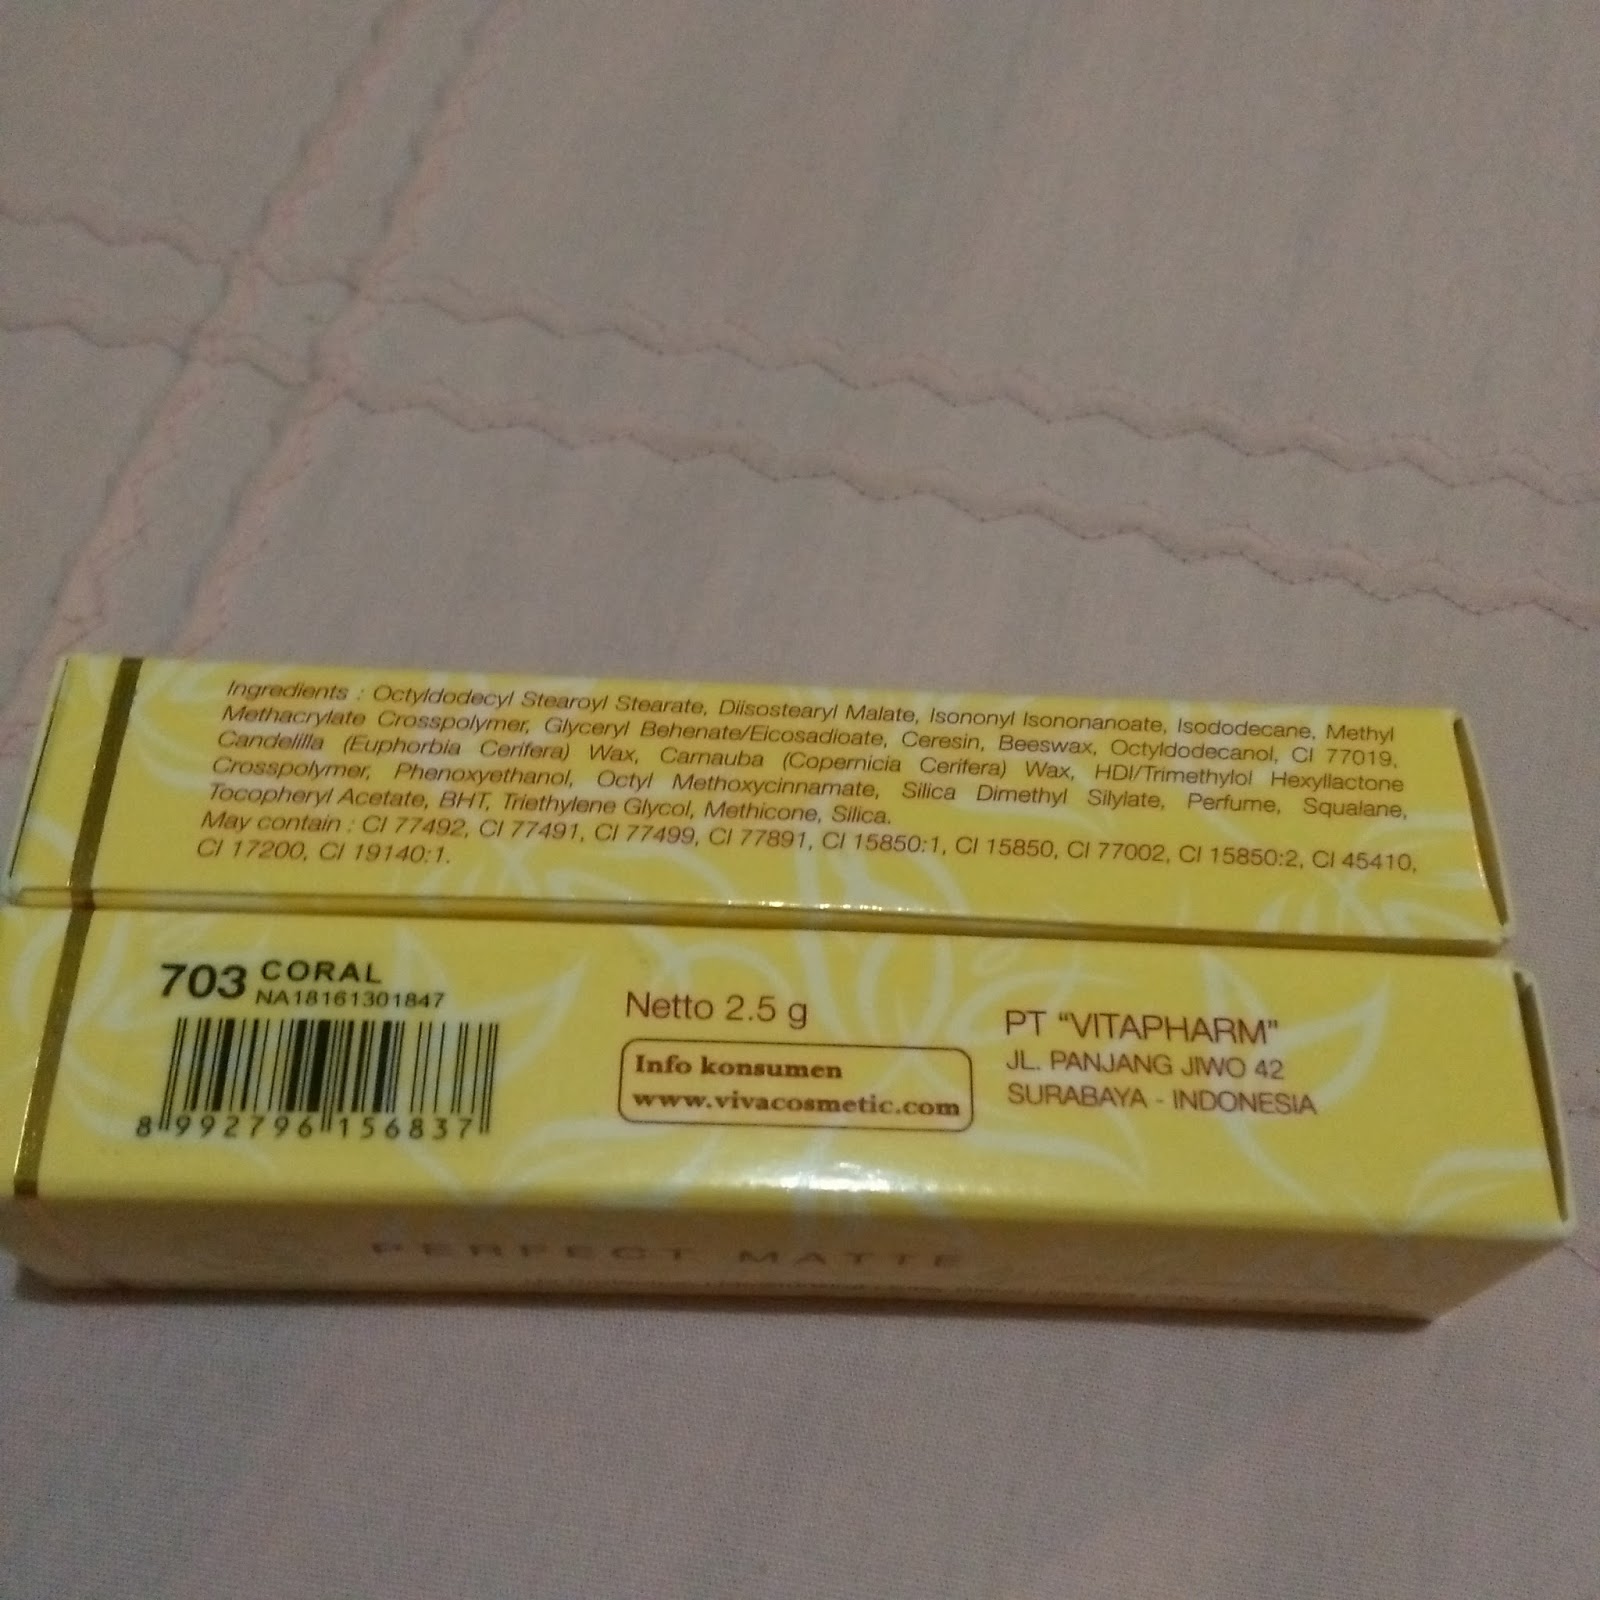 Ingredients : Octyldodecyl Stearoyl Stearate, Diisostearyl Malate, Isononyl Isononanoate, Isododecane, Methyl
Methacrylate Crosspolymer, Glyceryl Behenate/Eicosadioate, Ceresin, Beeswax, Octyldodecanol, CI 77019,
Candelilla (Euphorbia Cerifera) Wax, Carnauba (Copernicia Cerifera) Wax, HDI/Trimethylol Hexyllactone
Crosspolymer, Phenoxyethanol, Octyl Methoxycinnamate, Silica Dimethyl Silylate, Perfume, Squalane,
Tocopheryl Acetate, BHT, Triethylene Glycol, Methicone, Silica.
May contain : CI 77492, CI 77491, CI 77499, CI 77891, CI 15850:1, CI 15850, CI 77002, CI 15850:2, CI 45410,
CI 17200, CI 19140:1.
703 CORAL
NA18161301847
8 992796 156837
Netto 2.5 g
Info konsumen
www.vivacosmetic.com
PT “VITAPHARM”
JL. PANJANG JIWO 42
SURABAYA - INDONESIA
PERFECT MATTE